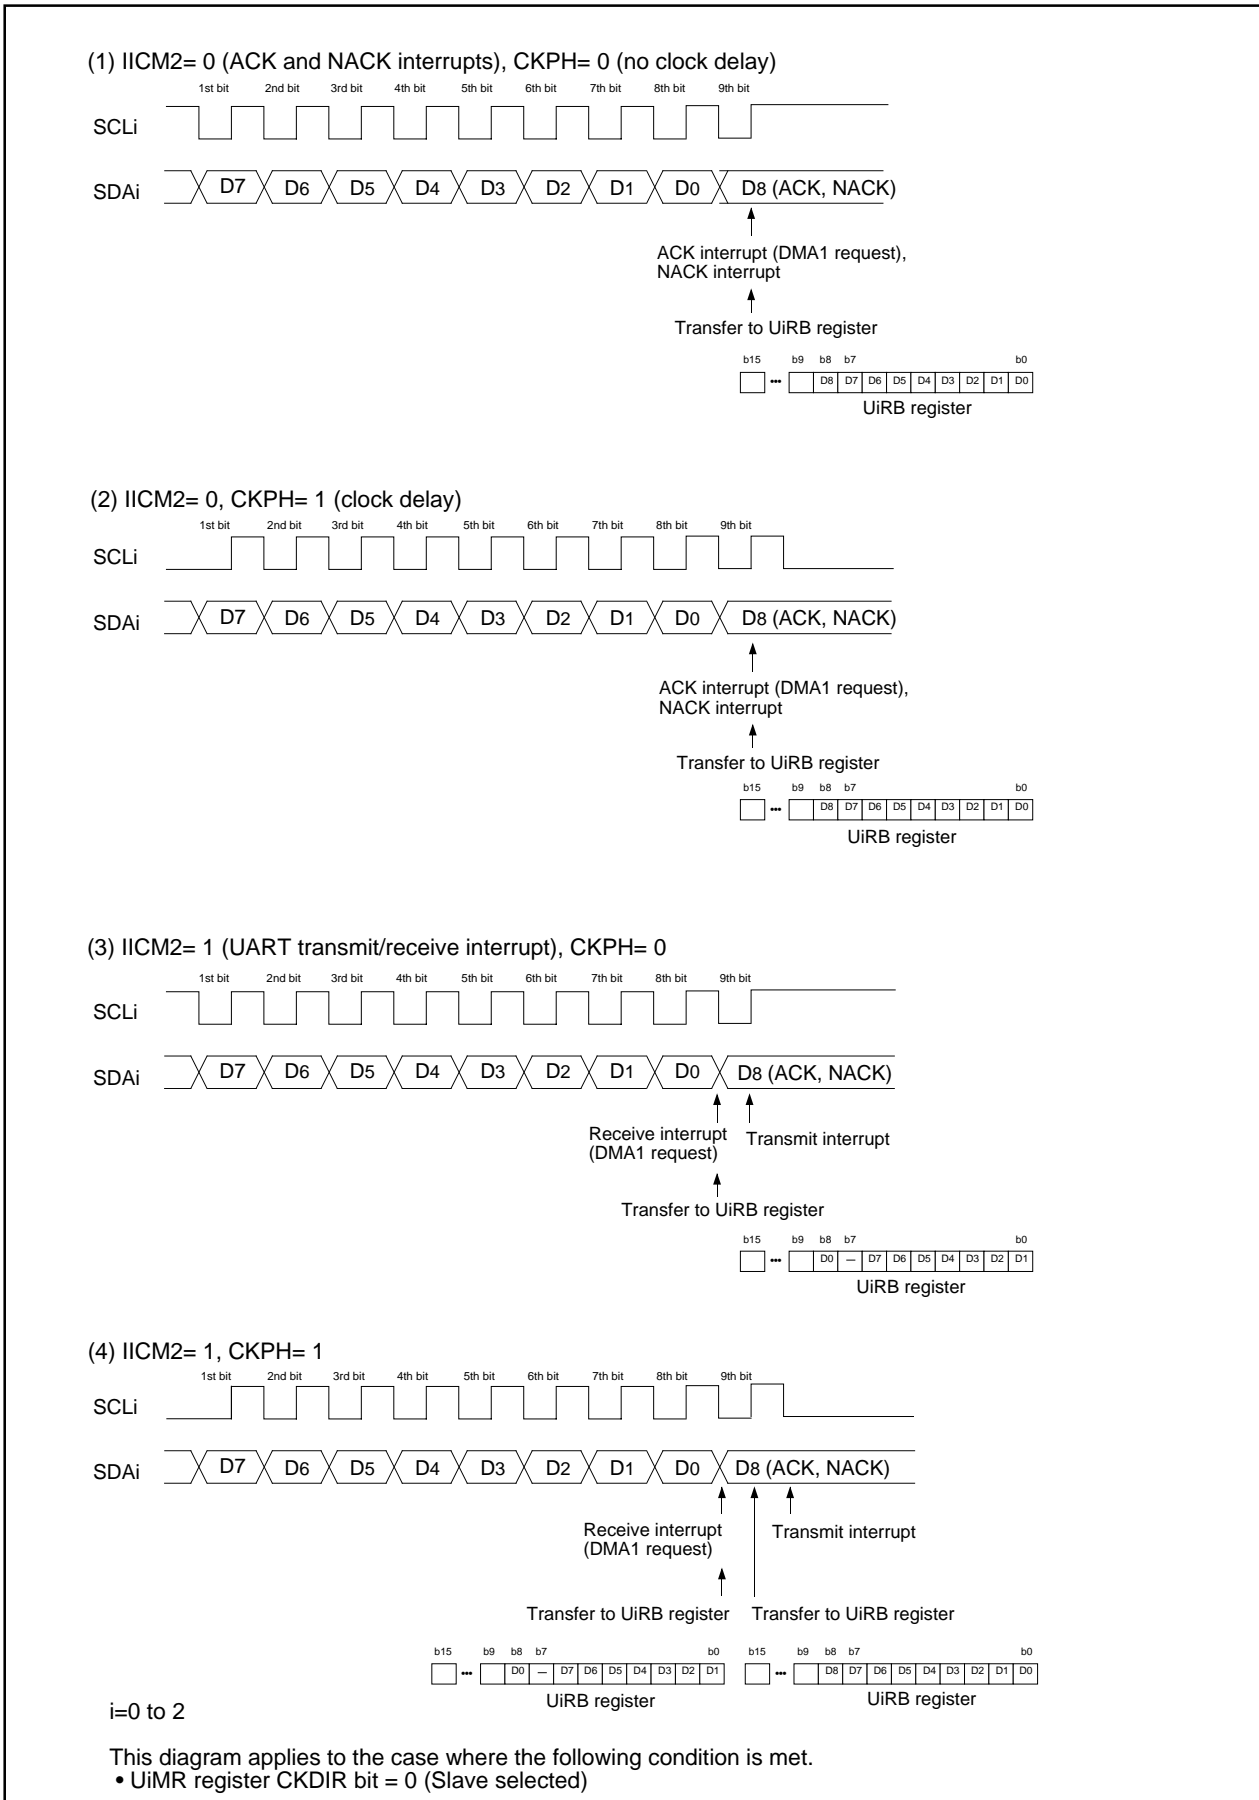 (1) IICM2= 0 (ACK and NACK interrupts), CKPH= 0 (no clock delay)
1st bit 2nd bit 3rd bit 4th bit 5th bit 6th bit 7th bit 8th bit 9th bit
SCLi
SDAi D7 D6 D5 D4 D3 D2 D1 D0 D8 (ACK, NACK)
ACK interrupt (DMA1 request),
NACK interrupt
Transfer to UiRB register
b15 b9 b8 b7 b0
••• D8 D7 D6 D5 D4 D3 D2 D1 D0
UiRB register
(2) IICM2= 0, CKPH= 1 (clock delay)
1st bit 2nd bit 3rd bit 4th bit 5th bit 6th bit 7th bit 8th bit 9th bit
SCLi
SDAi D7 D6 D5 D4 D3 D2 D1 D0 D8 (ACK, NACK)
ACK interrupt (DMA1 request),
NACK interrupt
Transfer to UiRB register
b15 b9 b8 b7 b0
••• D8 D7 D6 D5 D4 D3 D2 D1 D0
UiRB register
(3) IICM2= 1 (UART transmit/receive interrupt), CKPH= 0
1st bit 2nd bit 3rd bit 4th bit 5th bit 6th bit 7th bit 8th bit 9th bit
SCLi
SDAi D7 D6 D5 D4 D3 D2 D1 D0 D8 (ACK, NACK)
Receive interrupt Transmit interrupt
(DMA1 request)
Transfer to UiRB register
b15 b9 b8 b7 b0
••• D0 — D7 D6 D5 D4 D3 D2 D1
UiRB register
(4) IICM2= 1, CKPH= 1
1st bit 2nd bit 3rd bit 4th bit 5th bit 6th bit 7th bit 8th bit 9th bit
SCLi
SDAi D7 D6 D5 D4 D3 D2 D1 D0 D8 (ACK, NACK)
Receive interrupt Transmit interrupt
(DMA1 request)
Transfer to UiRB register Transfer to UiRB register
b15 b9 b8 b7 b0 b15 b9 b8 b7 b0
••• D0 — D7 D6 D5 D4 D3 D2 D1 ••• D8 D7 D6 D5 D4 D3 D2 D1 D0
UiRB register UiRB register
i=0 to 2
This diagram applies to the case where the following condition is met.
• UiMR register CKDIR bit = 0 (Slave selected)